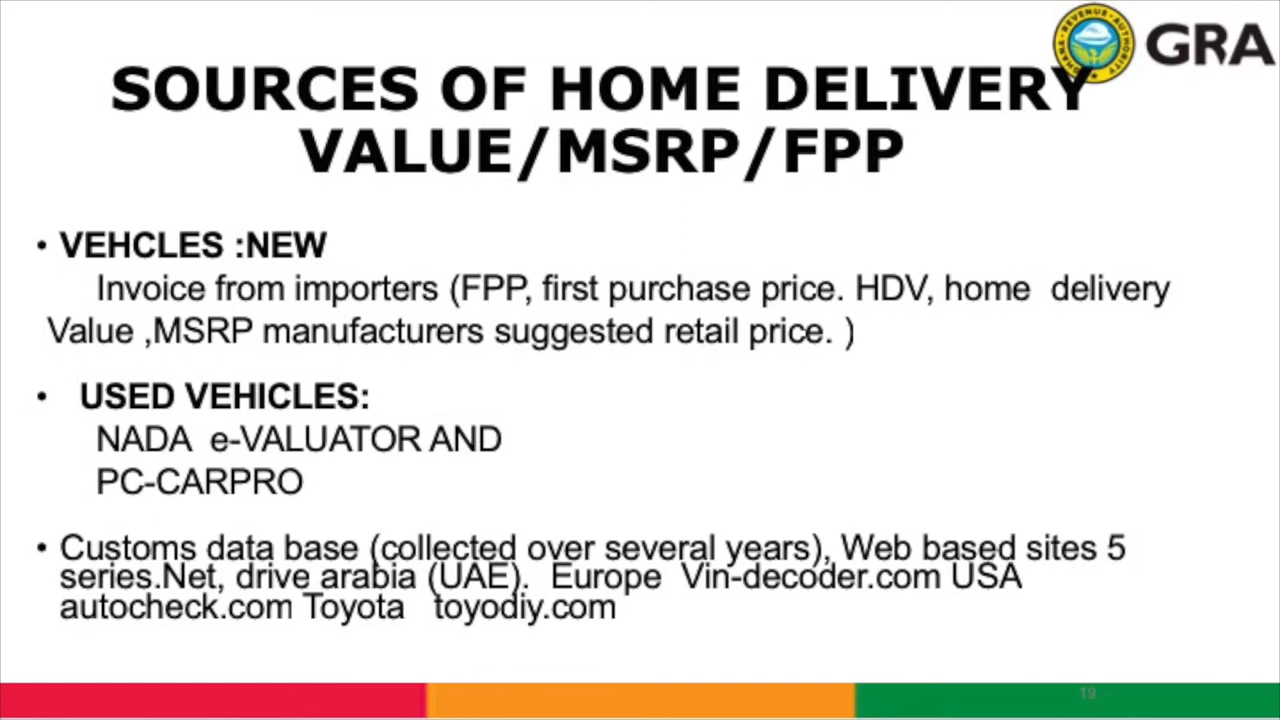 GHANA REVENUE AUTHORITY
GRA
SOURCES OF HOME DELIVERY
VALUE/MSRP/FPP
• VEHCLES :NEW
Invoice from importers (FPP, first purchase price. HDV, home delivery
Value ,MSRP manufacturers suggested retail price. )
• USED VEHICLES:
NADA e-VALUATOR AND
PC-CARPRO
• Customs data base (collected over several years), Web based sites 5
series.Net, drive arabia (UAE). Europe Vin-decoder.com USA
autocheck.com Toyota toyodiy.com
19